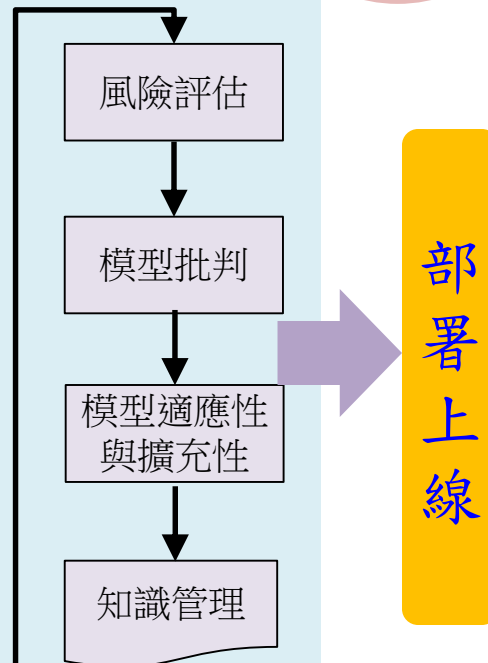 風險評估
模型批判
模型適應性
與擴充性
知識管理
部署上線